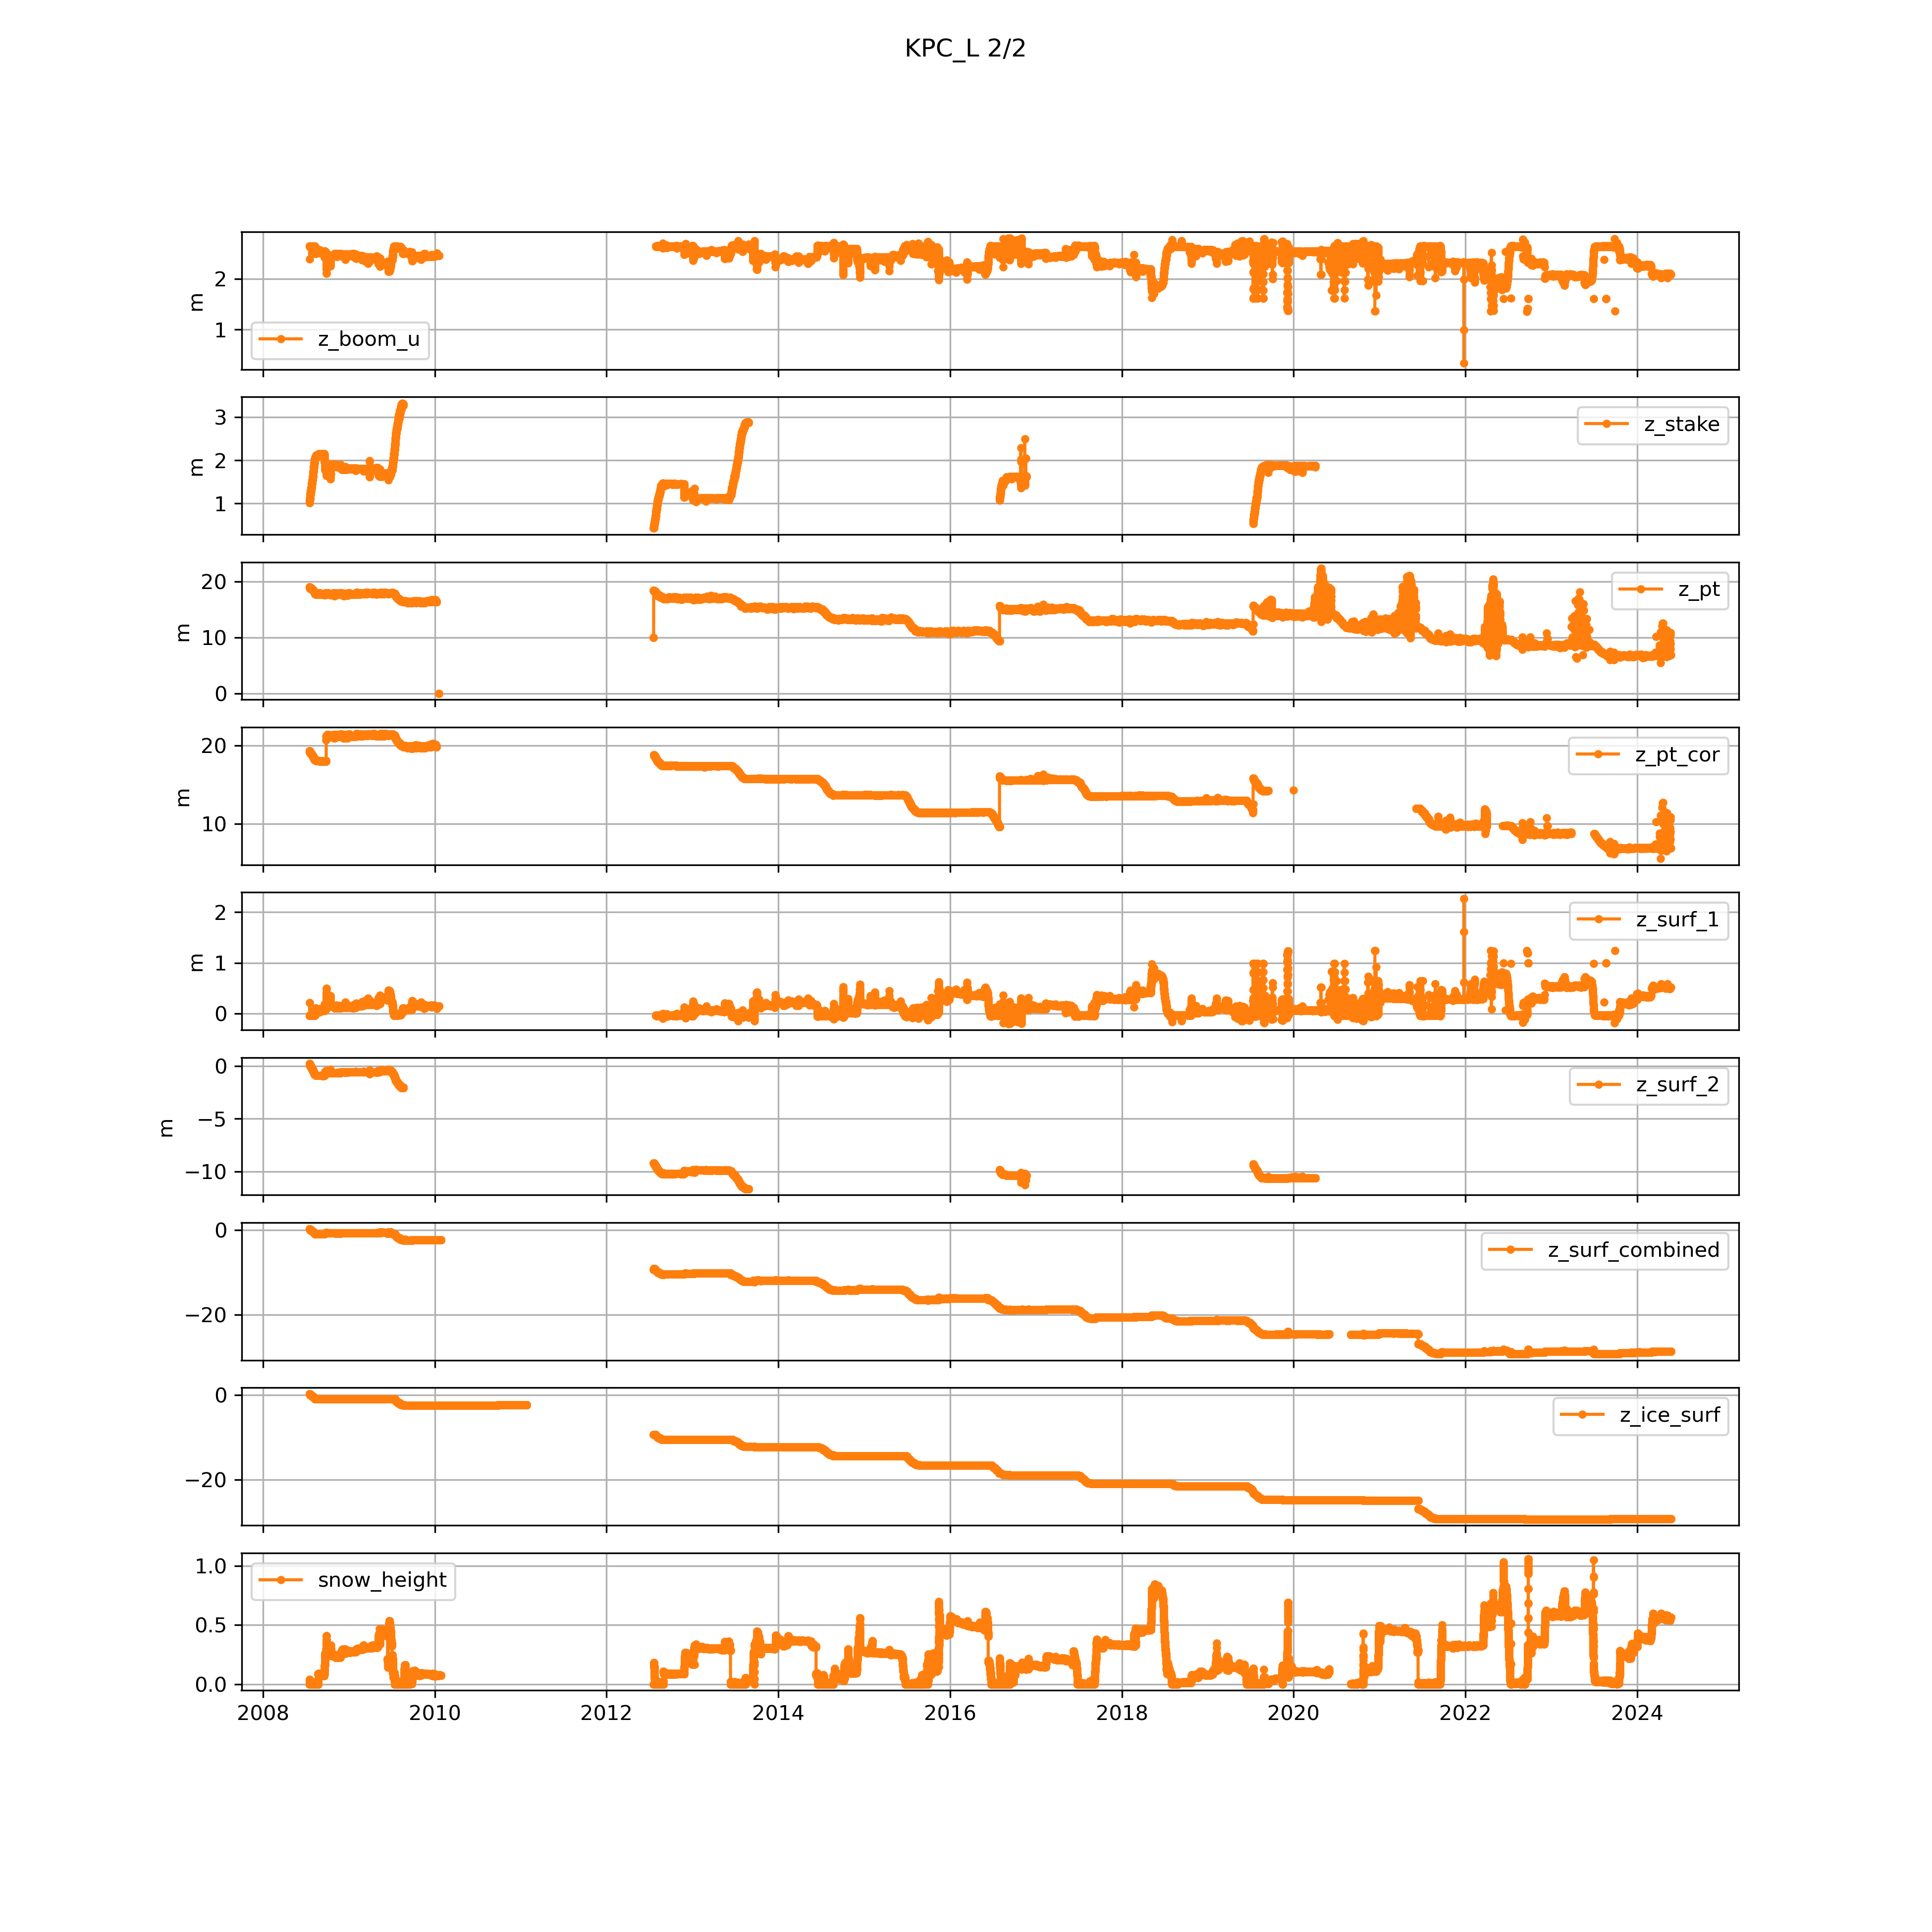 KPC_L 2/2
2
1
m
z_boom_u
3
2
1
m
z_stake
20
10
0
m
z_pt
20
10
m
z_pt_cor
2
1
0
m
z_surf_1
0
−5
−10
m
z_surf_2
0
−20
z_surf_combined
0
−20
z_ice_surf
1.0
0.5
0.0
snow_height
2008 2010 2012 2014 2016 2018 2020 2022 2024